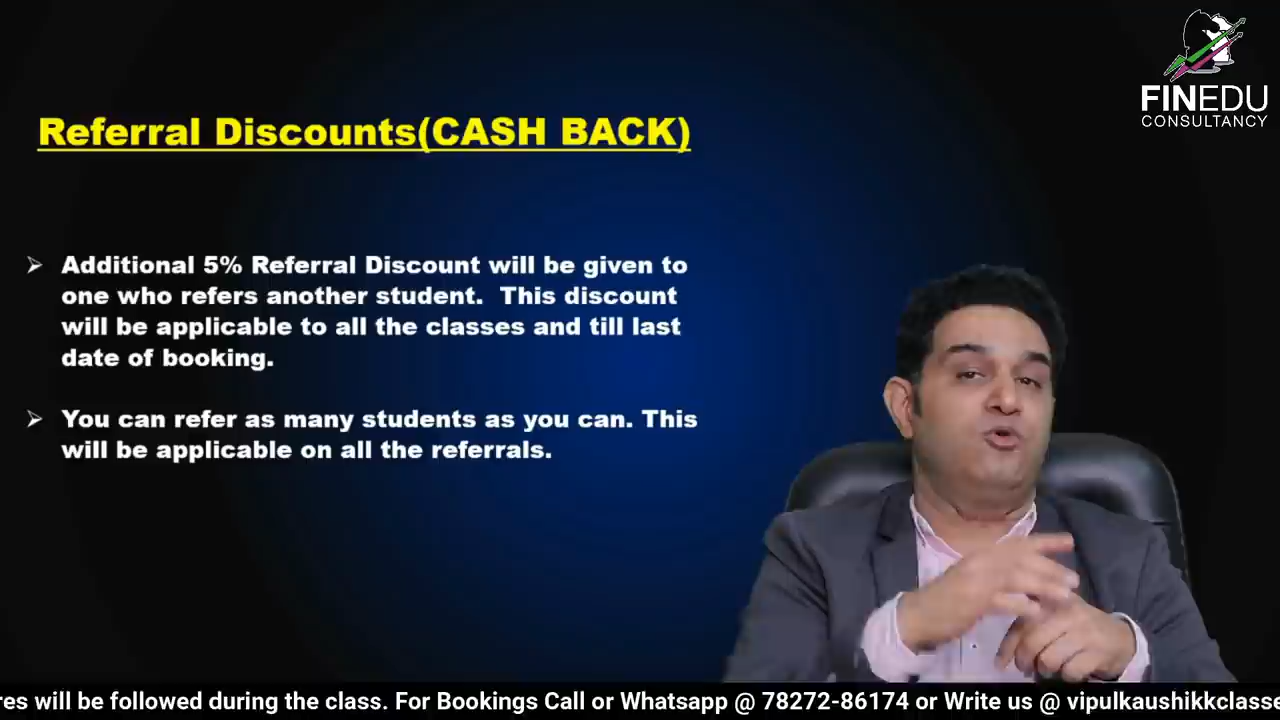 FINEDU
CONSULTANCY
Referral Discounts(CASH BACK)
Additional 5% Referral Discount will be given to
one who refers another student. This discount
will be applicable to all the classes and till last
date of booking.
You can refer as many students as you can. This
will be applicable on all the referrals.
will be followed during the class. For Bookings Call or Whatsapp @ 78272-86174 or Write us @